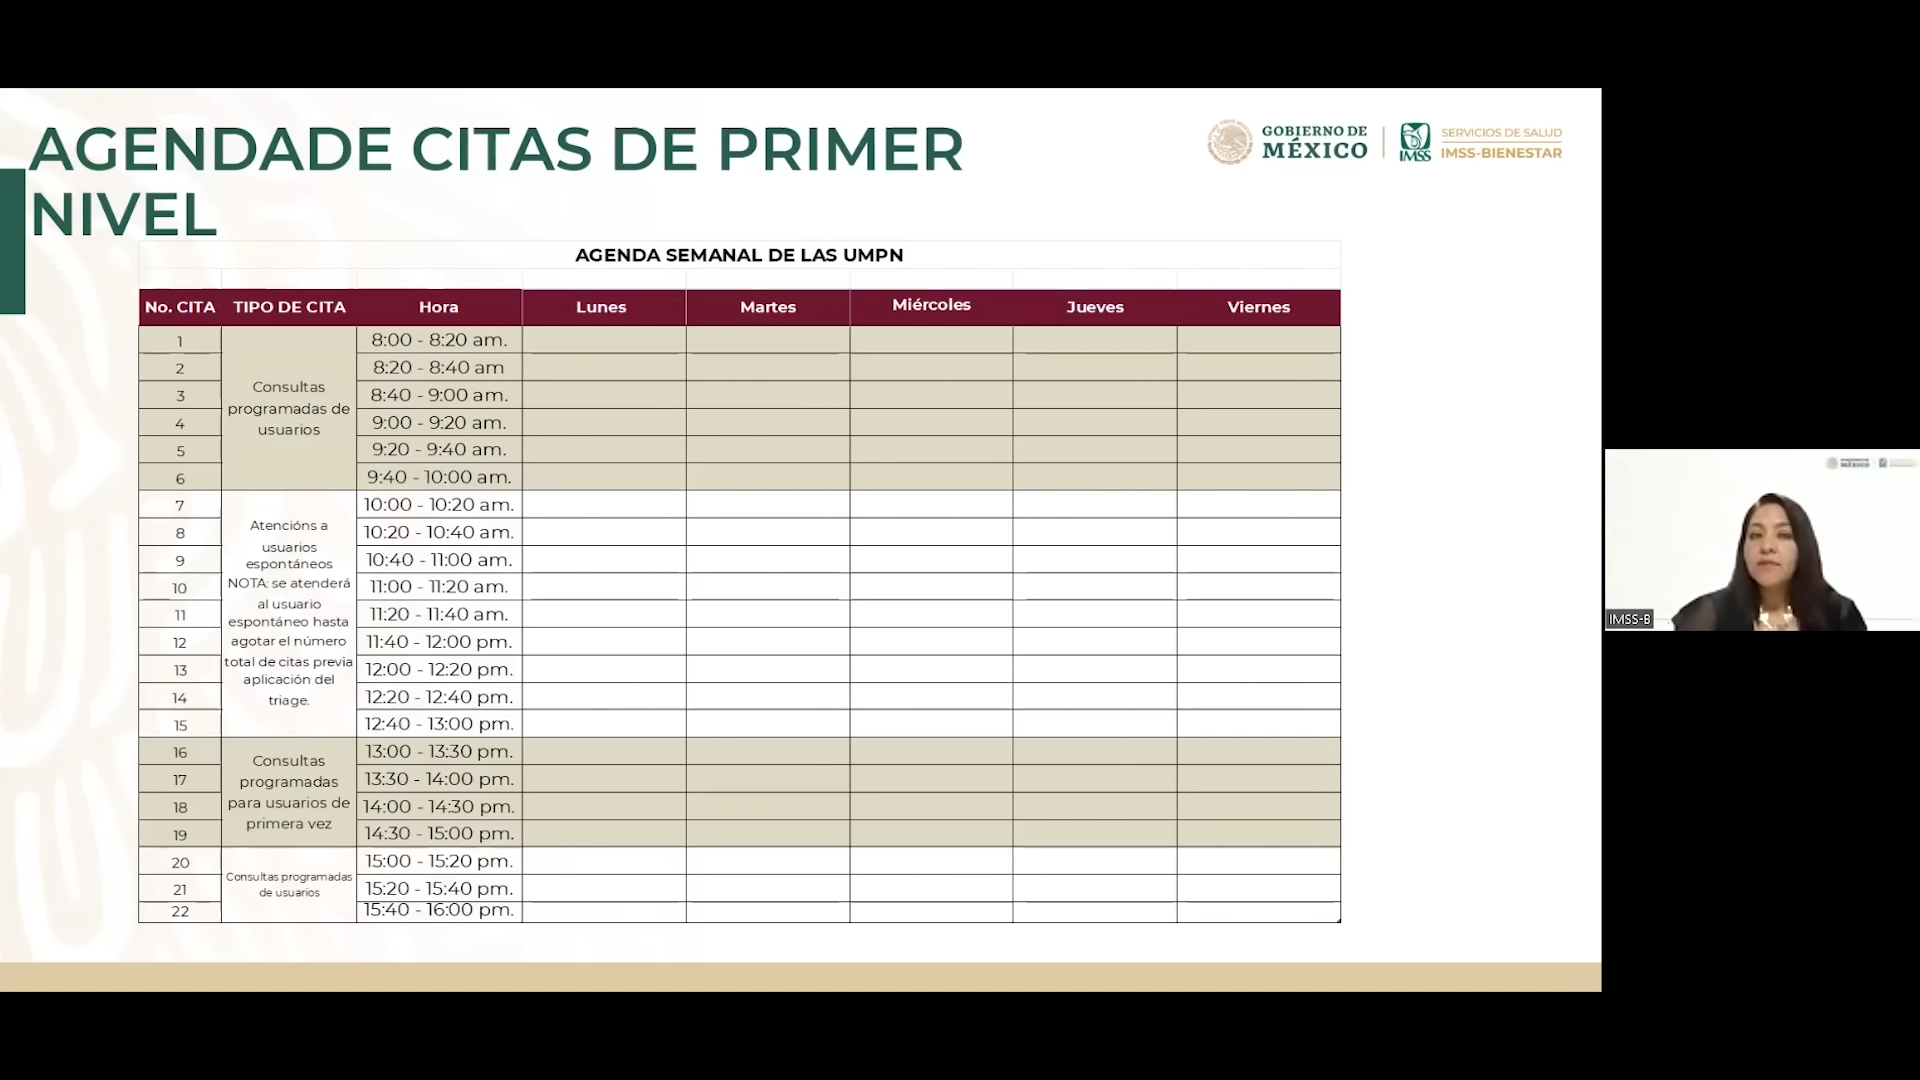 AGENDADE CITAS DE PRIMER
NIVEL
GOBIERNO DE
MÉXICO
IMSS
SERVICIOS DE SALUD
IMSS-BIENESTAR
AGENDA SEMANAL DE LAS UMPN
No. CITA TIPO DE CITA Hora Lunes Martes Miércoles Jueves Viernes
1 8:00 - 8:20 am.
2 8:20 - 8:40 am
3 8:40 - 9:00 am.
4 9:00 - 9:20 am.
5 9:20 - 9:40 am.
6 9:40 - 10:00 am.
Consultas
programadas de
usuarios
7 10:00 - 10:20 am.
8 10:20 - 10:40 am.
9 10:40 - 11:00 am.
10 11:00 - 11:20 am.
11 11:20 - 11:40 am.
12 11:40 - 12:00 pm.
13 12:00 - 12:20 pm.
14 12:20 - 12:40 pm.
15 12:40 - 13:00 pm.
Atencións a
usuarios
espontáneos
NOTA: se atenderá
al usuario
espontáneo hasta
agotar el número
total de citas previa
aplicación del
triage.
16 13:00 - 13:30 pm.
17 13:30 - 14:00 pm.
18 14:00 - 14:30 pm.
19 14:30 - 15:00 pm.
Consultas
programadas
para usuarios de
primera vez
20 15:00 - 15:20 pm.
21 15:20 - 15:40 pm.
22 15:40 - 16:00 pm.
Consultas programadas
de usuarios
IMSS-B